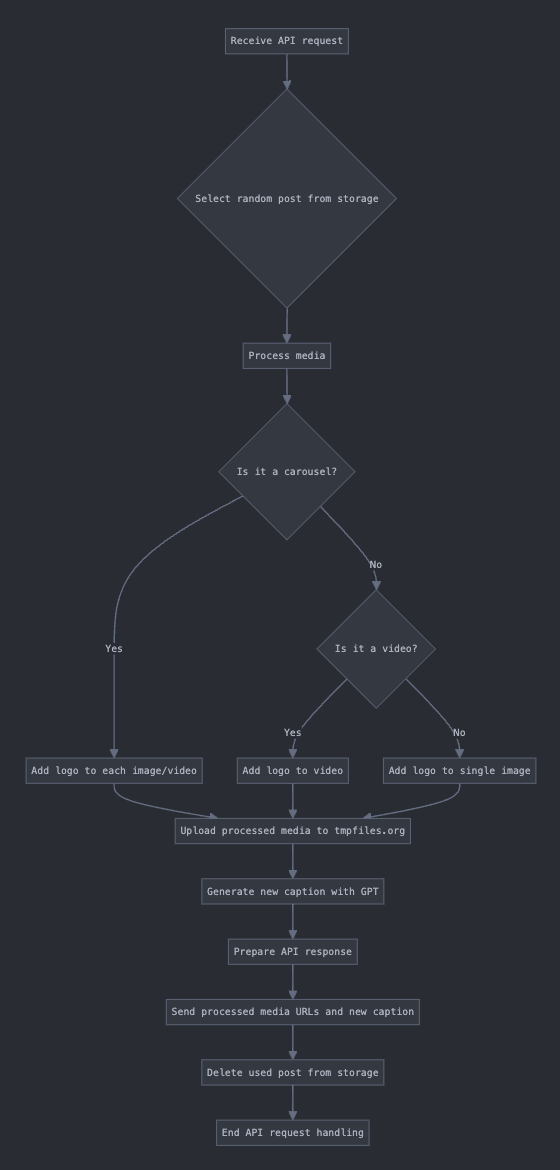 Receive API request
Select random post from storage
Process media
Is it a carousel?
No
Is it a video?
Yes
Yes
No
Add logo to each image/video
Add logo to video
Add logo to single image
Upload processed media to tmpfiles.org
Generate new caption with GPT
Prepare API response
Send processed media URLs and new caption
Delete used post from storage
End API request handling